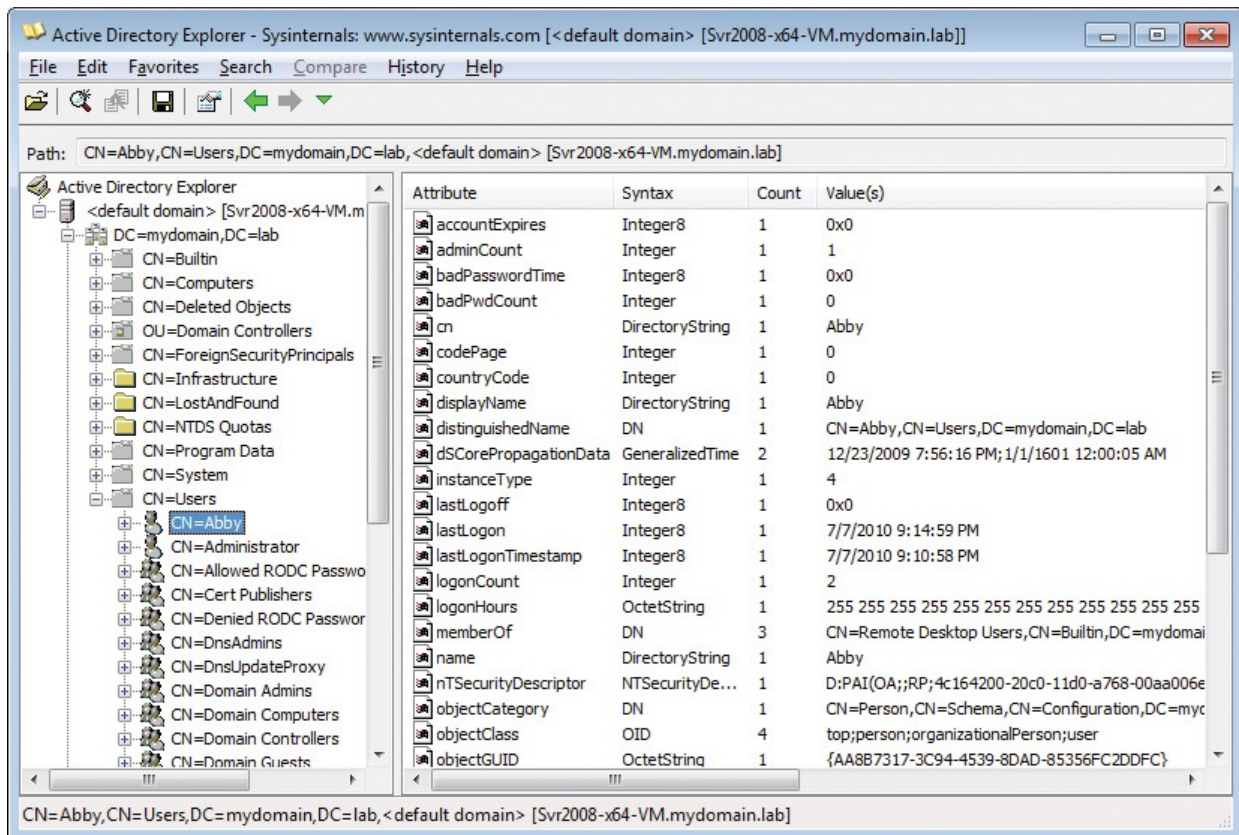 Active Directory Explorer - Sysinternals: www.sysinternals.com [<default domain> [Svr2008-x64-VM.mydomain.lab]]
File Edit Favorites Search Compare History Help
Path: CN=Abby,CN=Users,DC=mydomain,DC=lab,<default domain> [Svr2008-x64-VM.mydomain.lab]
Active Directory Explorer
<default domain> [Svr2008-x64-VM.m
DC=mydomain,DC=lab
CN=Builtin
CN=Computers
CN=Deleted Objects
OU=Domain Controllers
CN=ForeignSecurityPrincipals
CN=Infrastructure
CN=LostAndFound
CN=NTDS Quotas
CN=Program Data
CN=System
CN=Users
CN=Abby
CN=Administrator
CN=Allowed RODC Passwo
CN=Cert Publishers
CN=Denied RODC Passwor
CN=DnsAdmins
CN=DnsUpdateProxy
CN=Domain Admins
CN=Domain Computers
CN=Domain Controllers
CN=Domain Guests
Attribute Syntax Count Value(s)
accountExpires Integer8 1 0x0
adminCount Integer 1 1
badPasswordTime Integer8 1 0x0
badPwdCount Integer 1 0
cn DirectoryString 1 Abby
codePage Integer 1 0
countryCode Integer 1 0
displayName DirectoryString 1 Abby
distinguishedName DN 1 CN=Abby,CN=Users,DC=mydomain,DC=lab
dSCorePropagationData GeneralizedTime 2 12/23/2009 7:56:16 PM;1/1/1601 12:00:05 AM
instanceType Integer 1 4
lastLogoff Integer8 1 0x0
lastLogon Integer8 1 7/7/2010 9:14:59 PM
lastLogonTimestamp Integer8 1 7/7/2010 9:10:58 PM
logonCount Integer 1 2
logonHours OctetString 1 255 255 255 255 255 255 255 255 255 255 255 255
memberOf DN 3 CN=Remote Desktop Users,CN=Builtin,DC=mydomai
name DirectoryString 1 Abby
nTSecurityDescriptor NTSecurityDe... 1 D:PAI(OA;;RP;4c164200-20c0-11d0-a768-00aa006e
objectCategory DN 1 CN=Person,CN=Schema,CN=Configuration,DC=myc
objectClass OID 4 top;person;organizationalPerson;user
objectGUID OctetString 1 {AA8B7317-3C94-4539-8DAD-85356FC2DDFC}
CN=Abby,CN=Users,DC=mydomain,DC=lab,<default domain> [Svr2008-x64-VM.mydomain.lab]